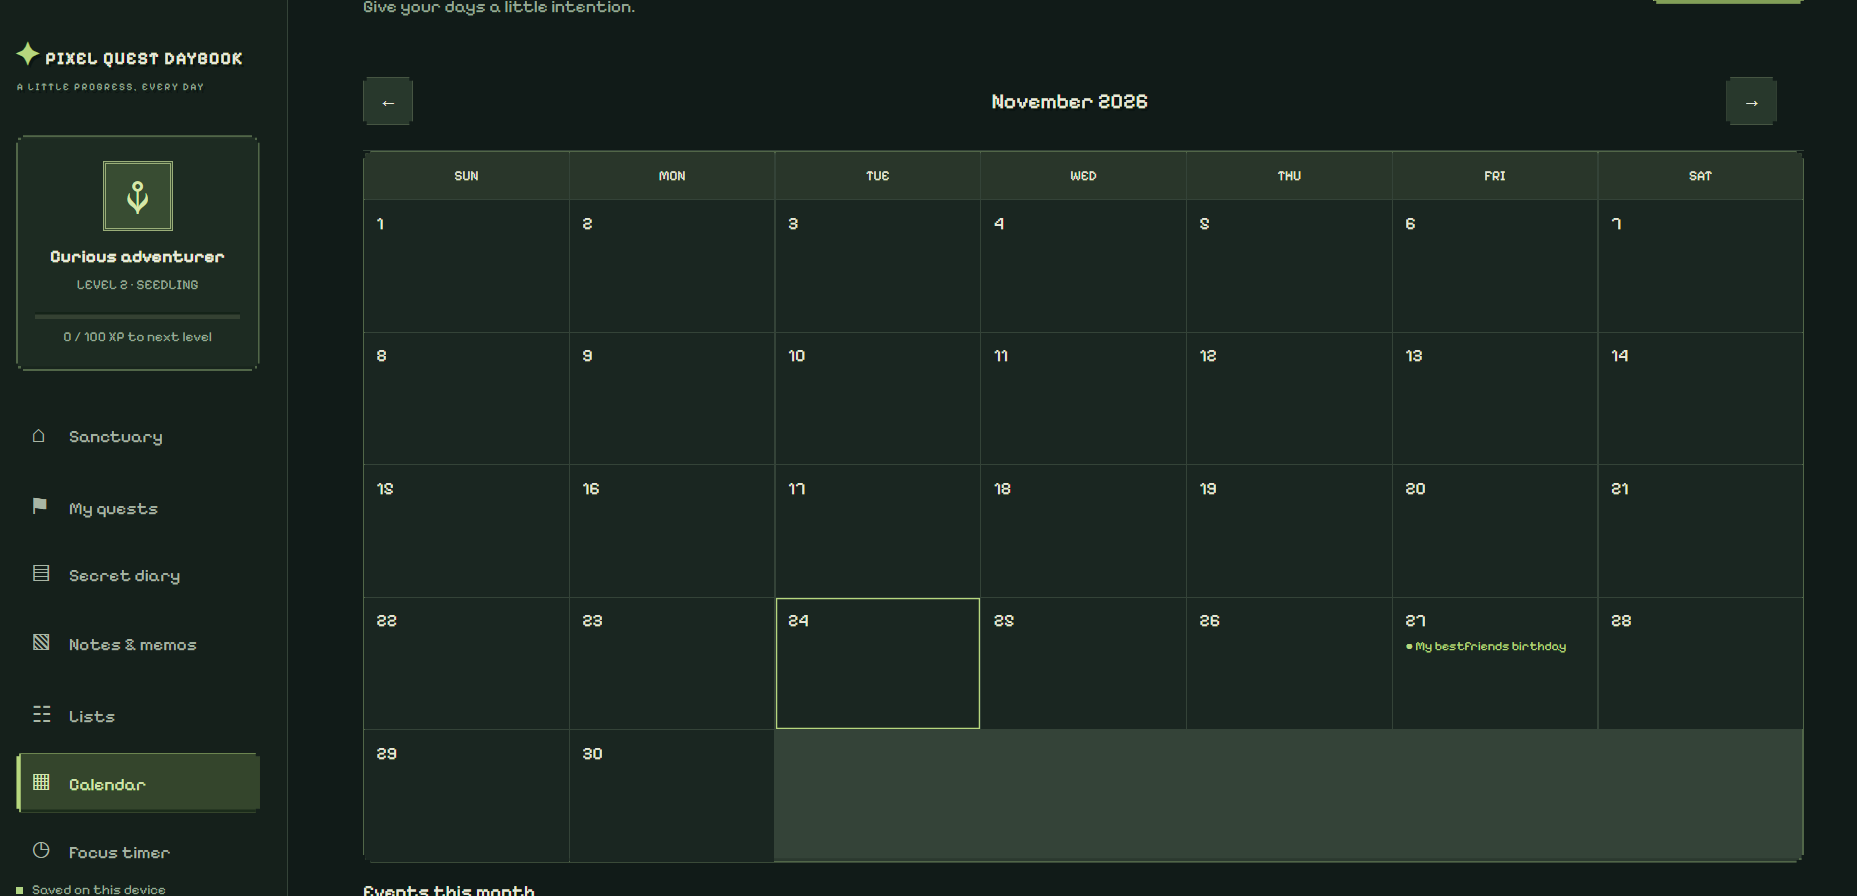 Give your days a little intention.
PIXEL QUEST DAYBOOK
A LITTLE PROGRESS, EVERY DAY
Curious adventurer
LEVEL 2 · SEEDLING
0 / 100 XP to next level
Sanctuary
My quests
Secret diary
Notes & memos
Lists
Calendar
Focus timer
Saved on this device
← November 2026 →
SUN MON TUE WED THU FRI SAT
1 2 3 4 5 6 7
8 9 10 11 12 13 14
15 16 17 18 19 20 21
22 23 24 25 26 27 28
My bestfriends birthday
29 30
Events this month